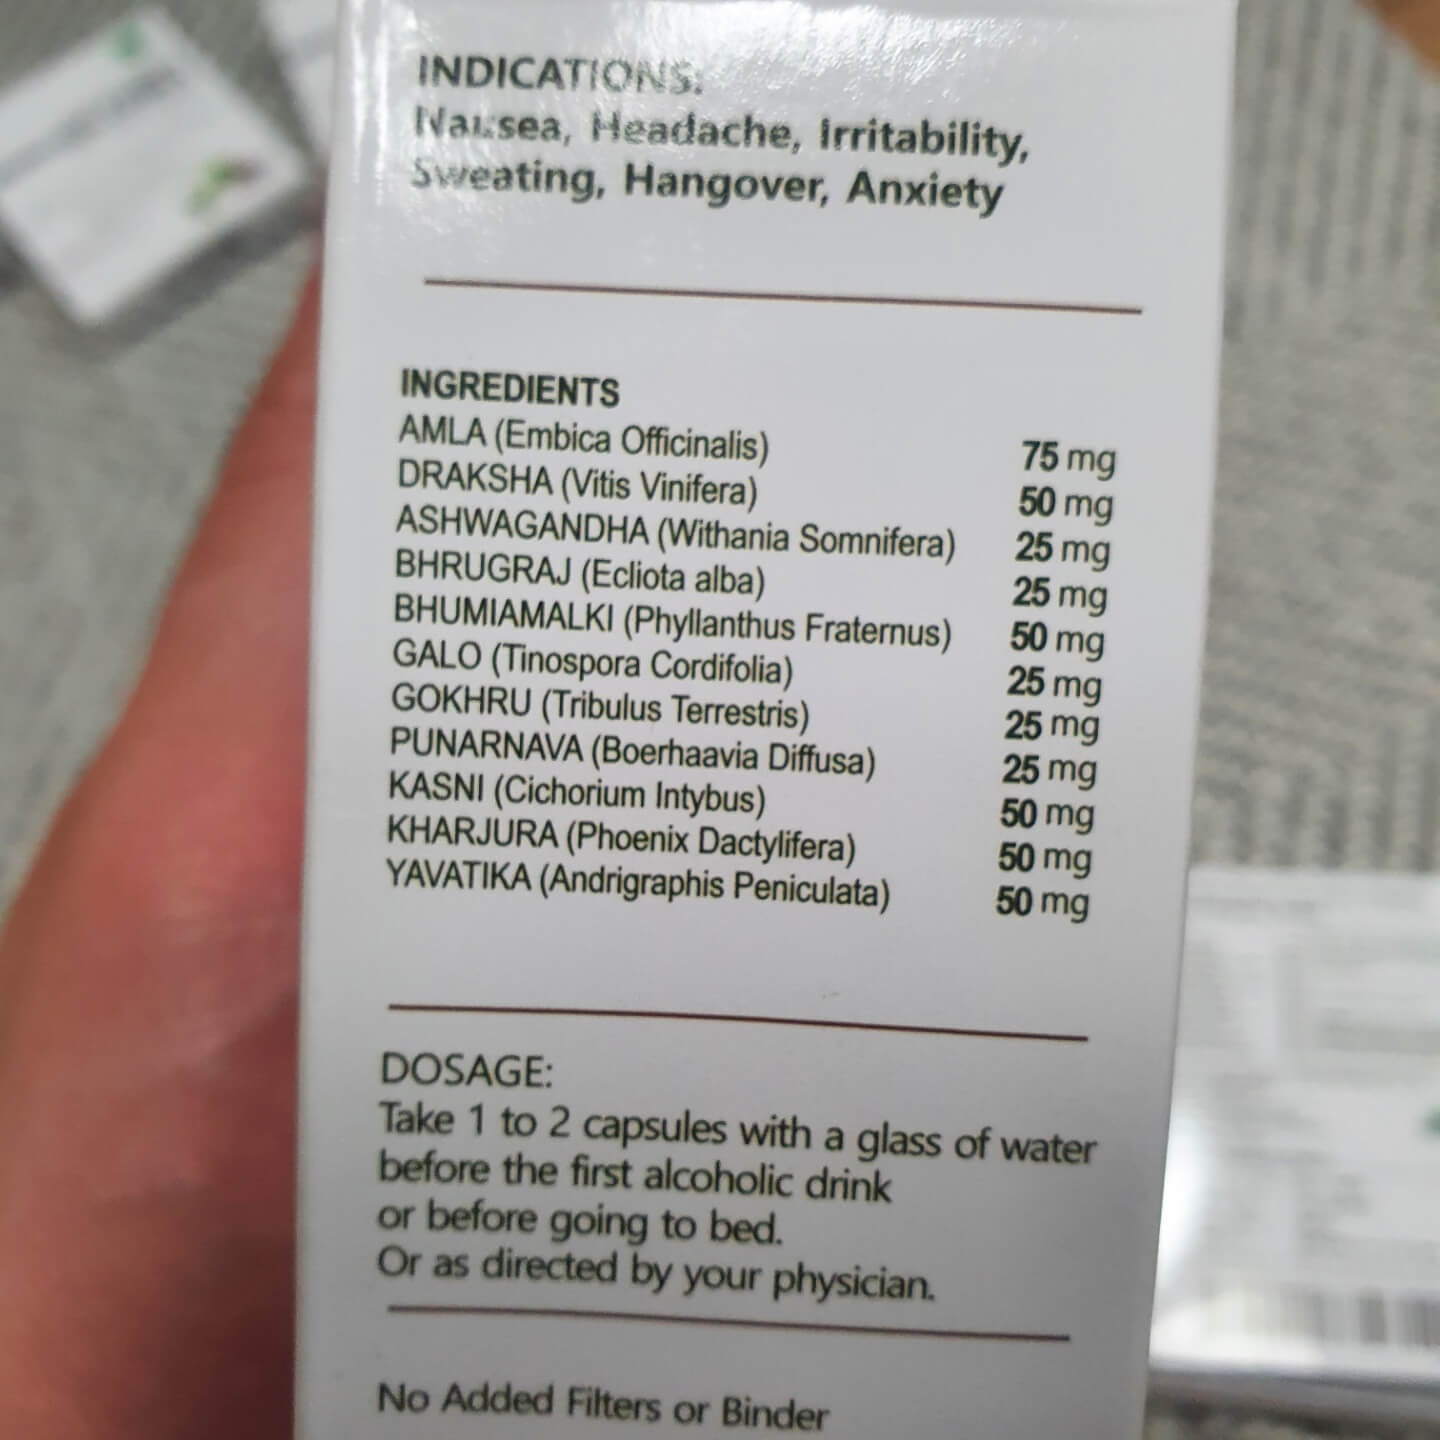 INDICATIONS:
Nausea, Headache, Irritability,
Sweating, Hangover, Anxiety
INGREDIENTS
AMLA (Embica Officinalis) 75 mg
DRAKSHA (Vitis Vinifera) 50 mg
ASHWAGANDHA (Withania Somnifera) 25 mg
BHRUGRAJ (Ecliota alba) 25 mg
BHUMIAMALKI (Phyllanthus Fraternus) 50 mg
GALO (Tinospora Cordifolia) 25 mg
GOKHRU (Tribulus Terrestris) 25 mg
PUNARNAVA (Boerhaavia Diffusa) 25 mg
KASNI (Cichorium Intybus) 50 mg
KHARJURA (Phoenix Dactylifera) 50 mg
YAVATIKA (Andrigraphis Peniculata) 50 mg
DOSAGE:
Take 1 to 2 capsules with a glass of water
before the first alcoholic drink
or before going to bed.
Or as directed by your physician.
No Added Filters or Binder